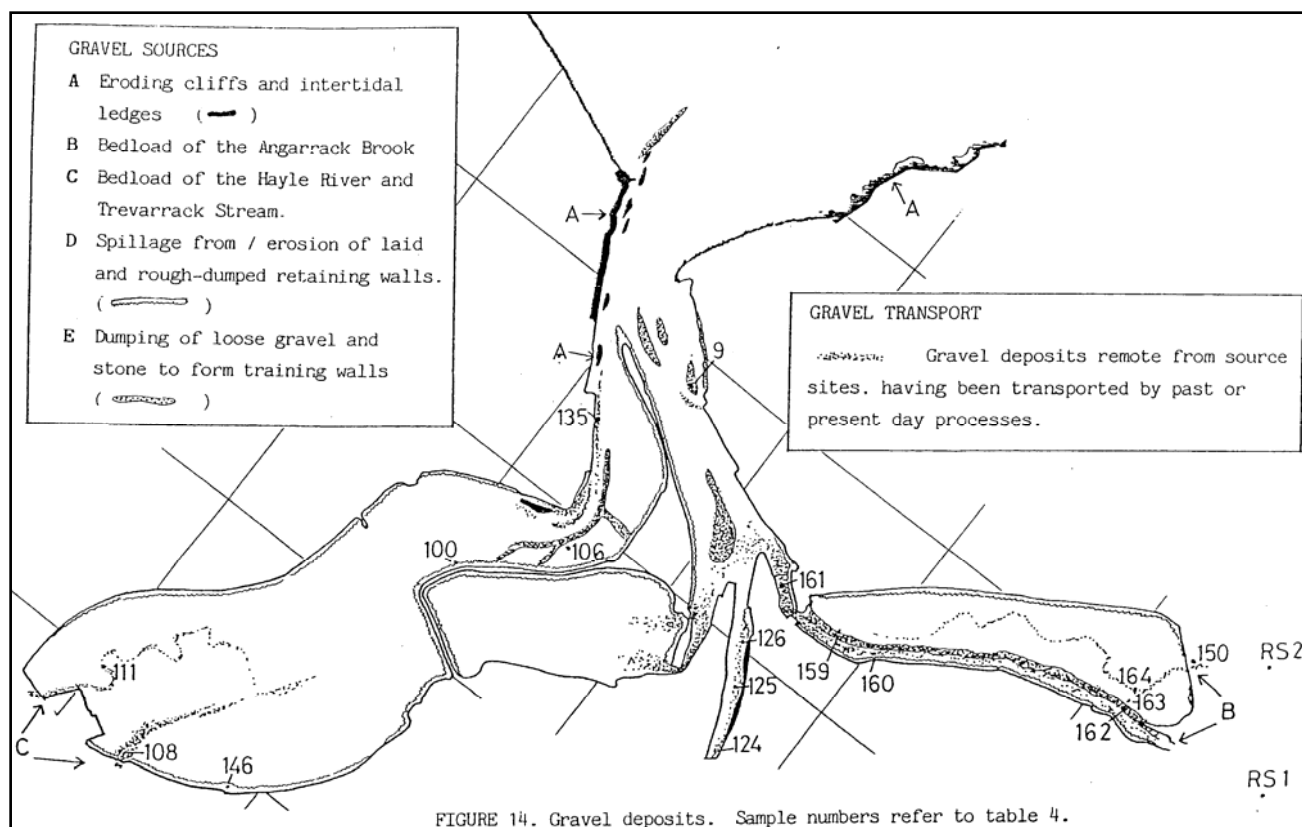 GRAVEL SOURCES
A Eroding cliffs and intertidal
ledges ( )
B Bedload of the Angarrack Brook
C Bedload of the Hayle River and
Trevarrack Stream.
D Spillage from / erosion of laid
and rough-dumped retaining walls.
( )
E Dumping of loose gravel and
stone to form training walls
( )
A
A
A
GRAVEL TRANSPORT
Gravel deposits remote from source
sites. having been transported by past or
present day processes.
9
135
100
106
161
126
159
160
125
124
164
163
162
150
RS2
B
B
RS1
111
C
108
146
FIGURE 14. Gravel deposits. Sample numbers refer to table 4.